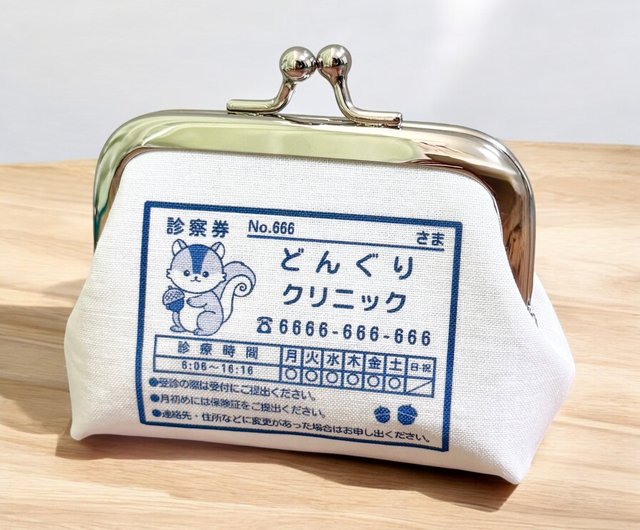 診察券 No.666 さま
どんぐり
クリニック
☎6666-666-666
診療時間 月 火 水 木 金 土 日祝
6:06～16:16 ○ ○ ○ ○ ○ ○ ／
●受診の際は受付にご提出ください。
●月初めには保険証をご提出ください。
●連絡先・住所などに変更があった場合はお申し出ください。